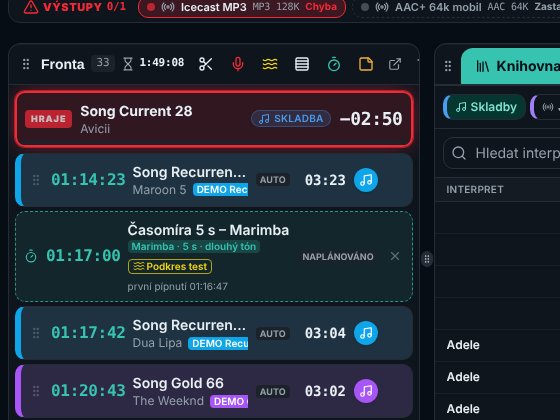 VÝSTUPY 0/1
Icecast MP3 MP3 128K Chyba
AAC+ 64k mobil AAC 64K Zasta
Fronta 33 1:49:08
Knihovna
HRAJE
Song Current 28
Avicii
SKLADBA
–02:50
01:14:23
Song Recurren...
Maroon 5 DEMO Rec
AUTO
03:23
01:17:00
Časomíra 5 s – Marimba
Marimba · 5 s · dlouhý tón
Podkres test
první pípnutí 01:16:47
NAPLÁNOVÁNO
01:17:42
Song Recurren...
Dua Lipa DEMO Recu
AUTO
03:04
01:20:43
Song Gold 66
The Weeknd DEMO
AUTO
03:02
Skladby
Hledat interp
INTERPRET
Adele
Adele
Adele